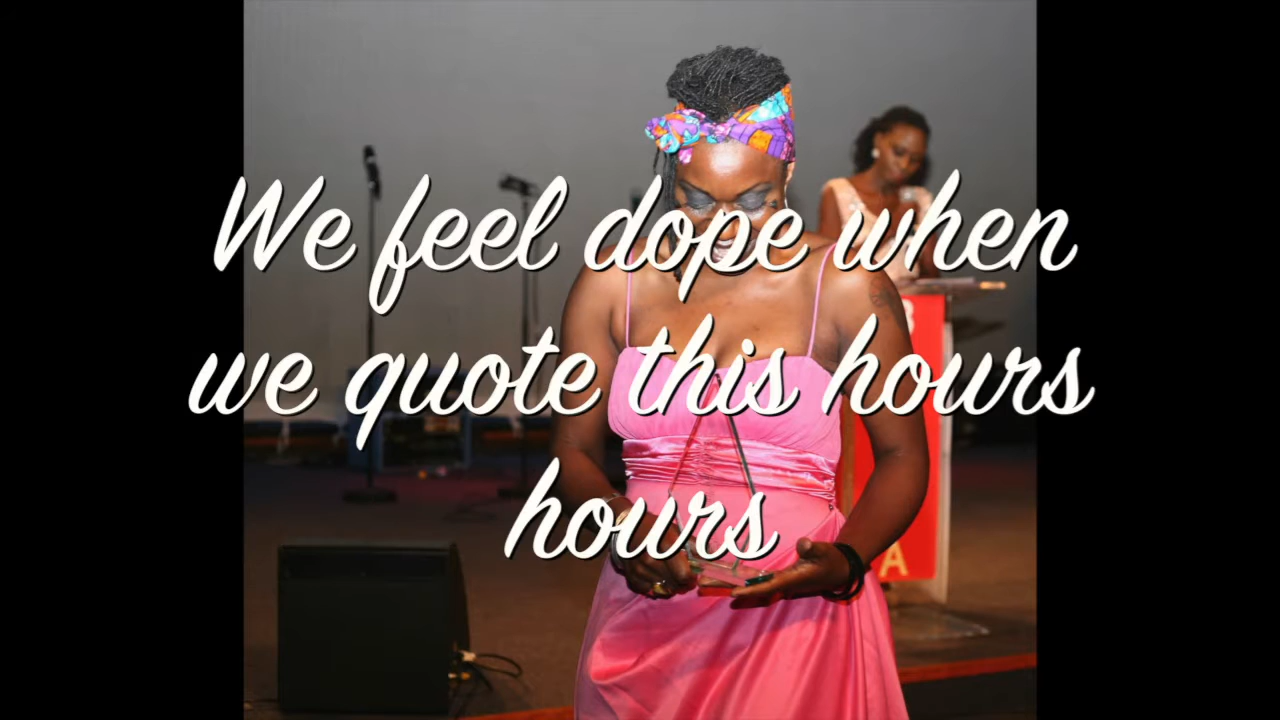 We feel dope when
we quote this hours
hours
B
A